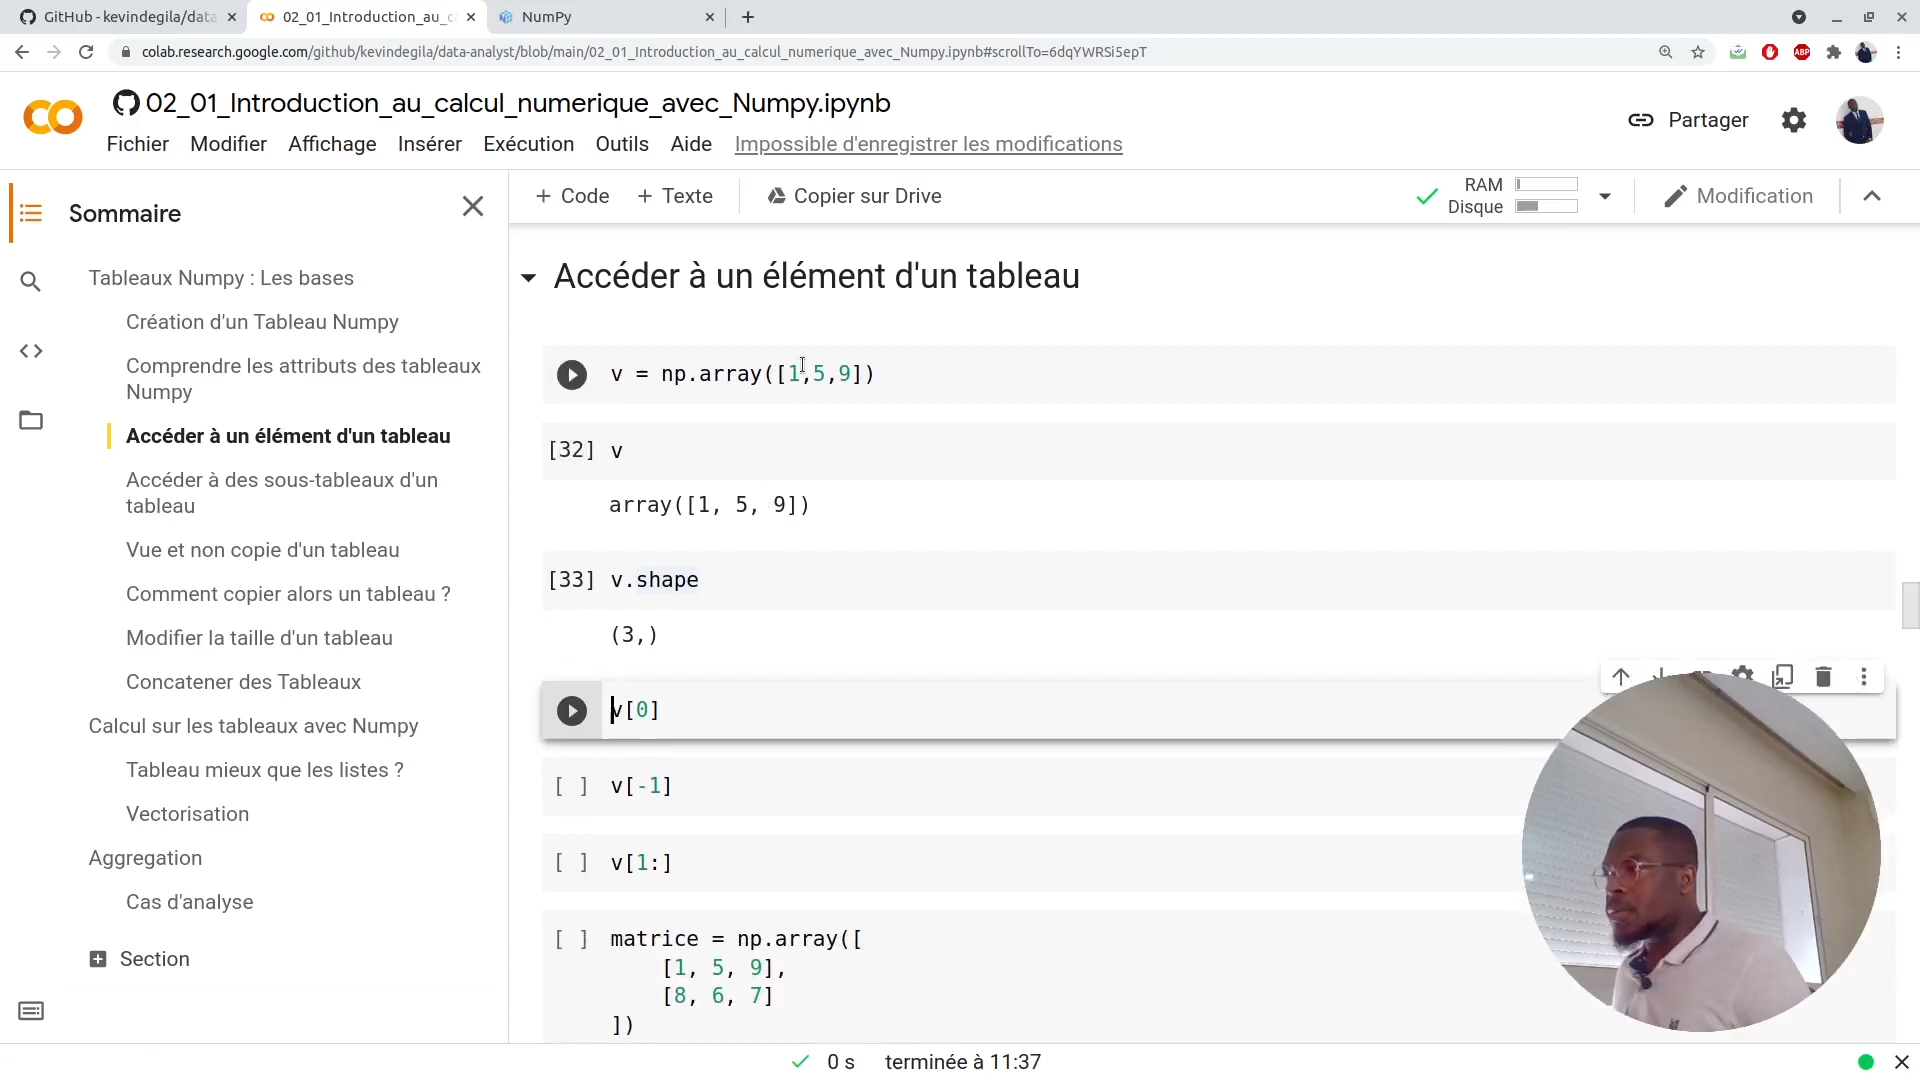 GitHub - kevindegila/data
02_01_Introduction_au_c
NumPy
colab.research.google.com/github/kevindegila/data-analyst/blob/main/02_01_Introduction_au_calcul_numerique_avec_Numpy.ipynb#scrollTo=6dqYWRSi5epT
ABP
02_01_Introduction_au_calcul_numerique_avec_Numpy.ipynb
Partager
Fichier Modifier Affichage Insérer Exécution Outils Aide Impossible d'enregistrer les modifications
Sommaire
+ Code + Texte Copier sur Drive
RAM
Disque
Modification
Tableaux Numpy : Les bases
Création d'un Tableau Numpy
Comprendre les attributs des tableaux
Numpy
Accéder à un élément d'un tableau
Accéder à des sous-tableaux d'un
tableau
Vue et non copie d'un tableau
Comment copier alors un tableau ?
Modifier la taille d'un tableau
Concatener des Tableaux
Calcul sur les tableaux avec Numpy
Tableau mieux que les listes ?
Vectorisation
Aggregation
Cas d'analyse
Section
Accéder à un élément d'un tableau
v = np.array([1,5,9])
[32] v
array([1, 5, 9])
[33] v.shape
(3,)
v[0]
[ ] v[-1]
[ ] v[1:]
[ ] matrice = np.array([
[1, 5, 9],
[8, 6, 7]
])
0 s terminée à 11:37